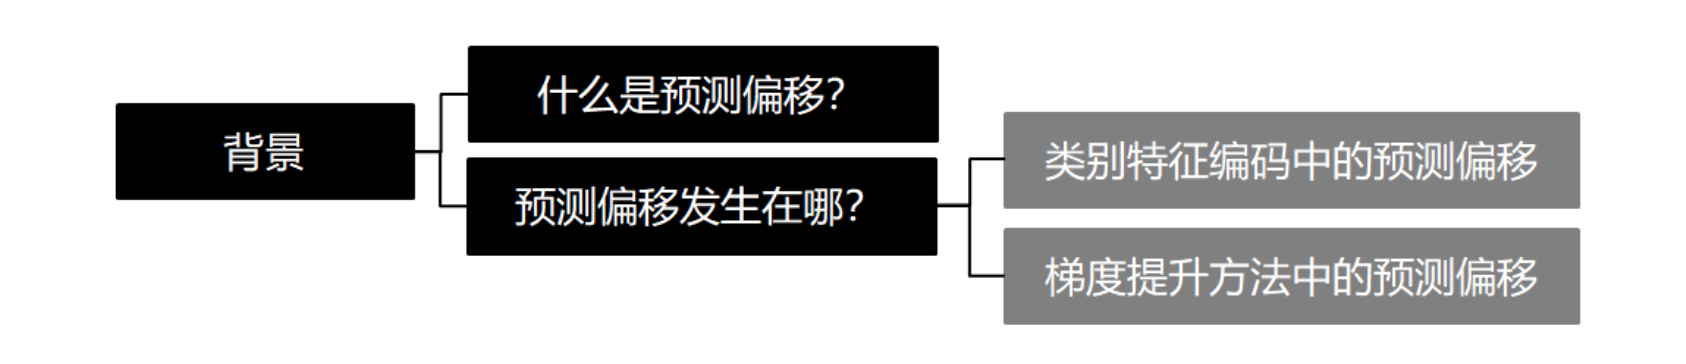 背景
什么是预测偏移？
预测偏移发生在哪？
类别特征编码中的预测偏移
梯度提升方法中的预测偏移